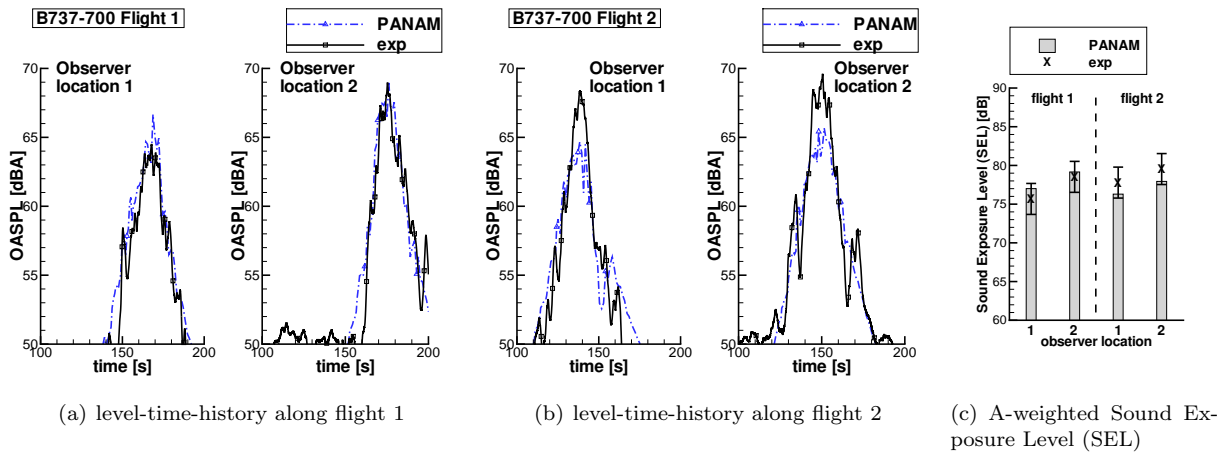 B737-700 Flight 1
PANAM
exp
Observer
location 1
OASPL [dBA]
70
65
60
55
50
100
150
200
time [s]
Observer
location 2
OASPL [dBA]
70
65
60
55
50
100
150
200
time [s]
(a) level-time-history along flight 1
B737-700 Flight 2
PANAM
exp
Observer
location 1
OASPL [dBA]
70
65
60
55
50
100
150
200
time [s]
Observer
location 2
OASPL [dBA]
70
65
60
55
50
100
150
200
time [s]
(b) level-time-history along flight 2
PANAM
exp
flight 1
flight 2
Sound Exposure Level (SEL) [dB]
90
85
80
75
70
65
60
1 2 1 2
observer location
(c) A-weighted Sound Ex-
posure Level (SEL)